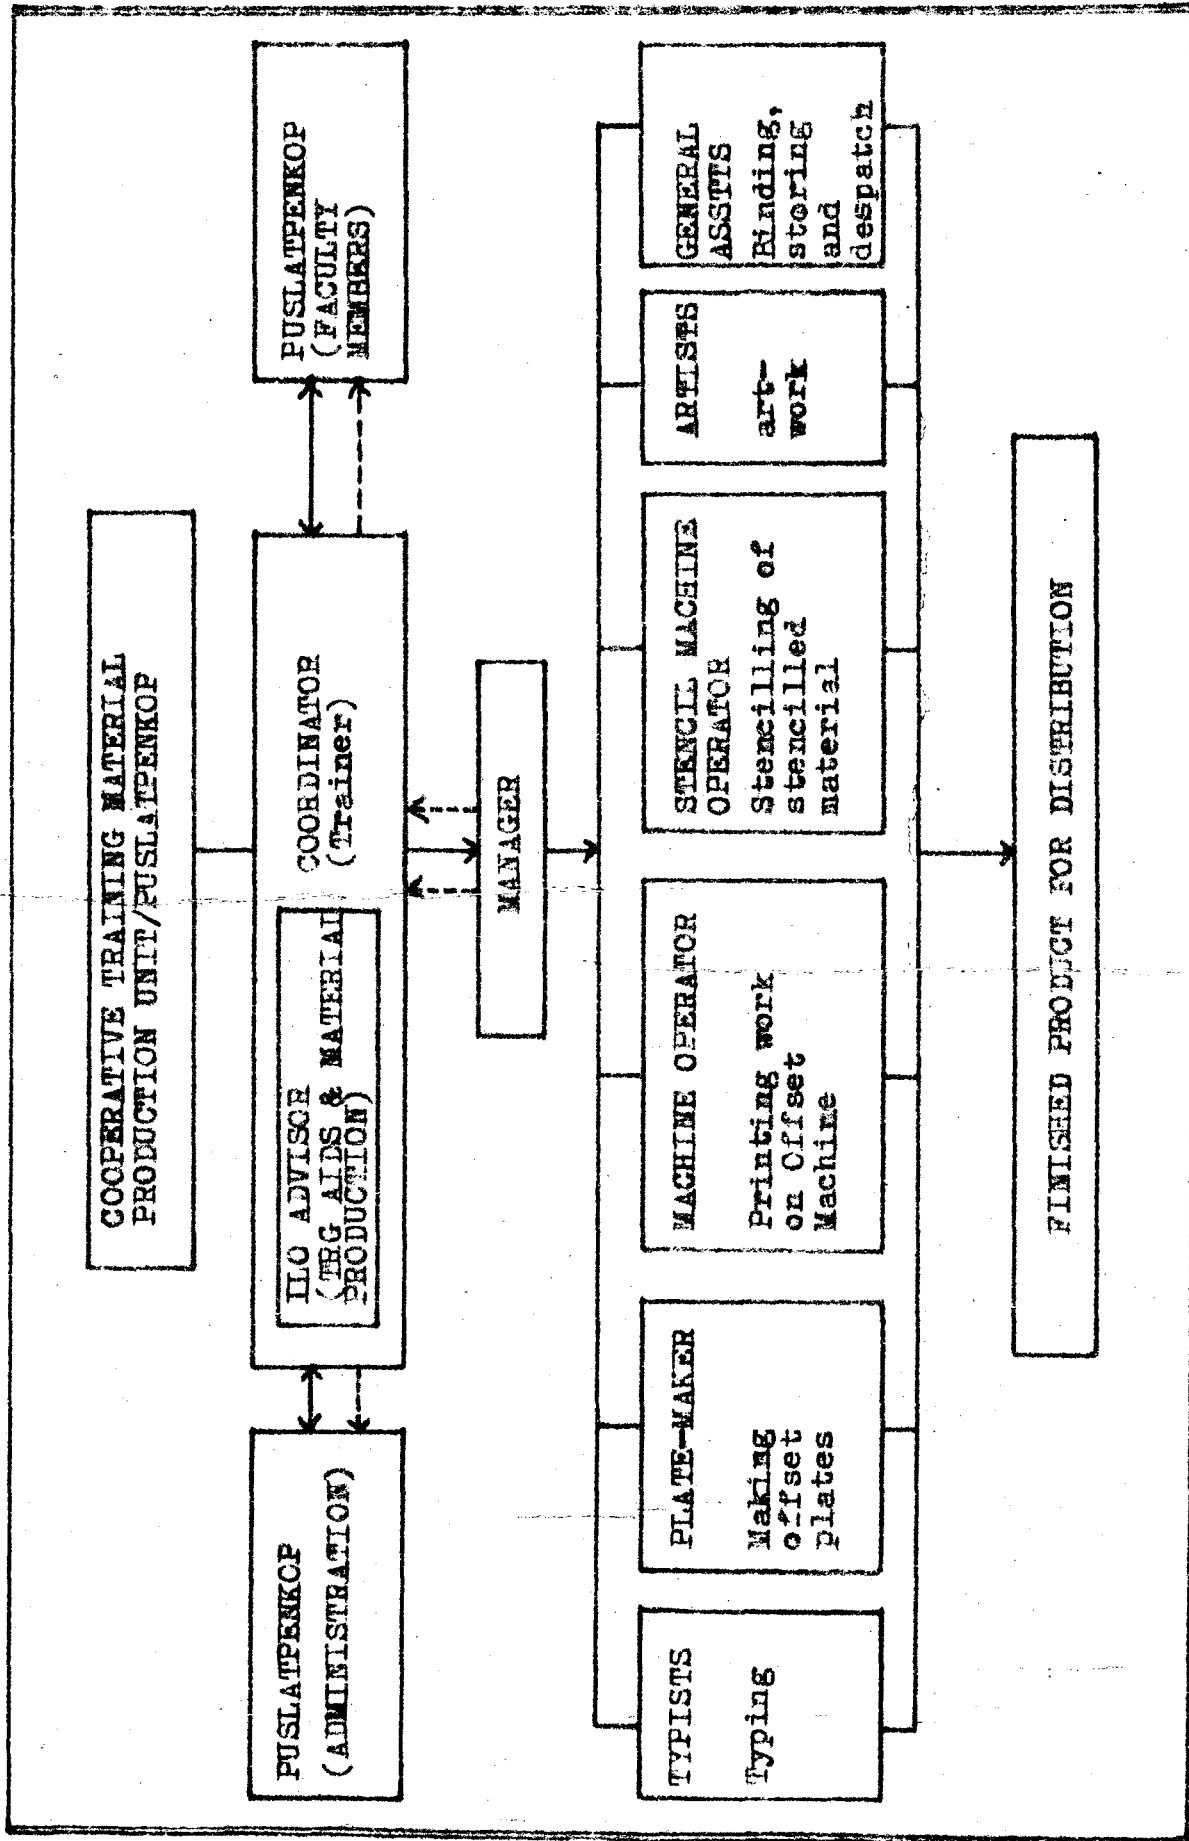 COOPERATIVE TRAINING MATERIAL
PRODUCTION UNIT/PUSLATPENKOP
PUSLATPENKOP
(ADMINISTRATION)
ILO ADVISOR
(TRG AIDS & MATERIAL
PRODUCTION)
COORDINATOR
(Trainer)
PUSLATPENKOP
(FACULTY
MEMBERS)
MANAGER
TYPISTS
Typing
PLATE-MAKER
Making
offset
plates
MACHINE OPERATOR
Printing work
on Offset
Machine
STENCIL MACHINE
OPERATOR
Stencilling of
stencilled
material
ARTISTS
art-
work
GENERAL
ASSTTS
Binding,
storing
and
despatch
FINISHED PRODUCT FOR DISTRIBUTION